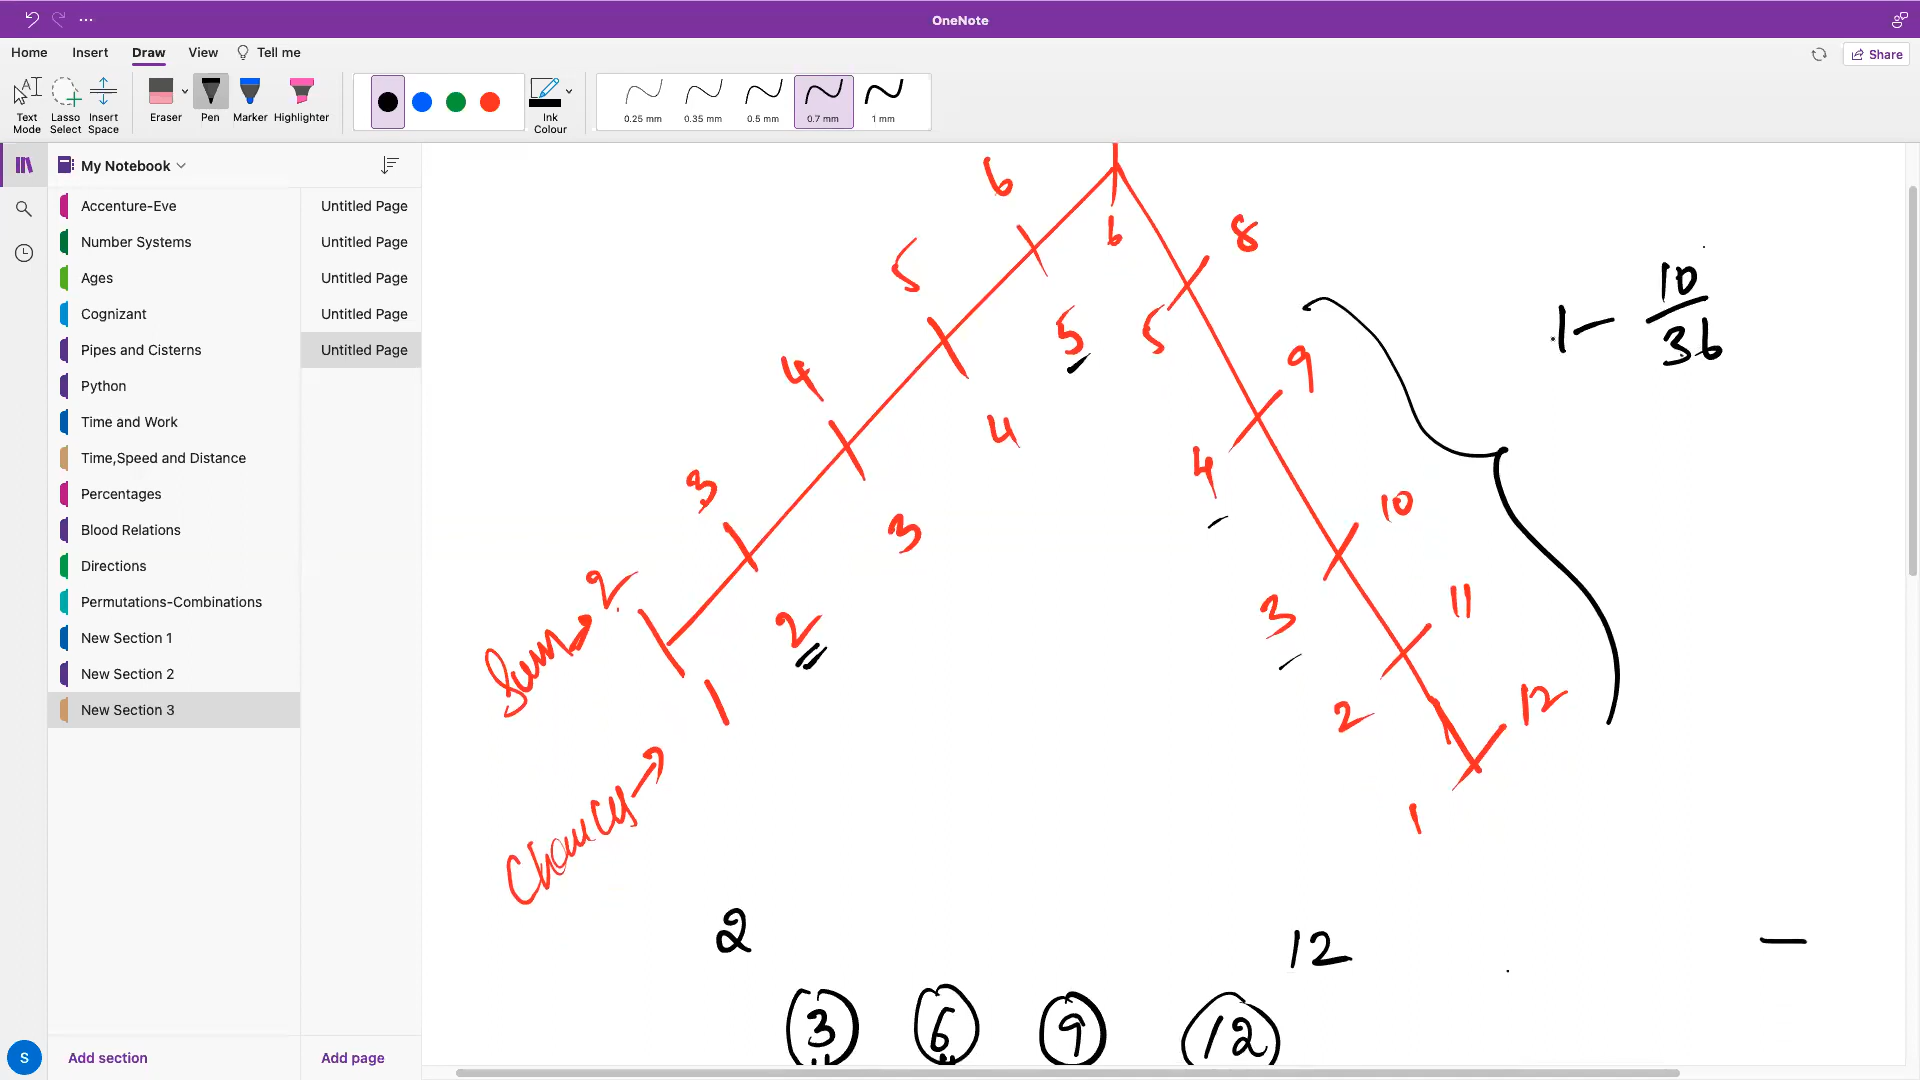 OneNote
Home Insert Draw View Tell me
Share
Text Mode
Lasso Select
Insert Space
Eraser
Pen
Marker
Highlighter
Ink Colour
0.25 mm
0.35 mm
0.5 mm
0.7 mm
1 mm
My Notebook
Accenture-Eve
Number Systems
Ages
Cognizant
Pipes and Cisterns
Python
Time and Work
Time,Speed and Distance
Percentages
Blood Relations
Directions
Permutations-Combinations
New Section 1
New Section 2
New Section 3
Add section
S
Untitled Page
Untitled Page
Untitled Page
Untitled Page
Untitled Page
Add page
6
6 8
5
5 5
1 - 10/36
4
4
9
4
3
3
10
Sum → 2
2
3
11
1
2
12
Chances →
1
2
12
3 6 9 12